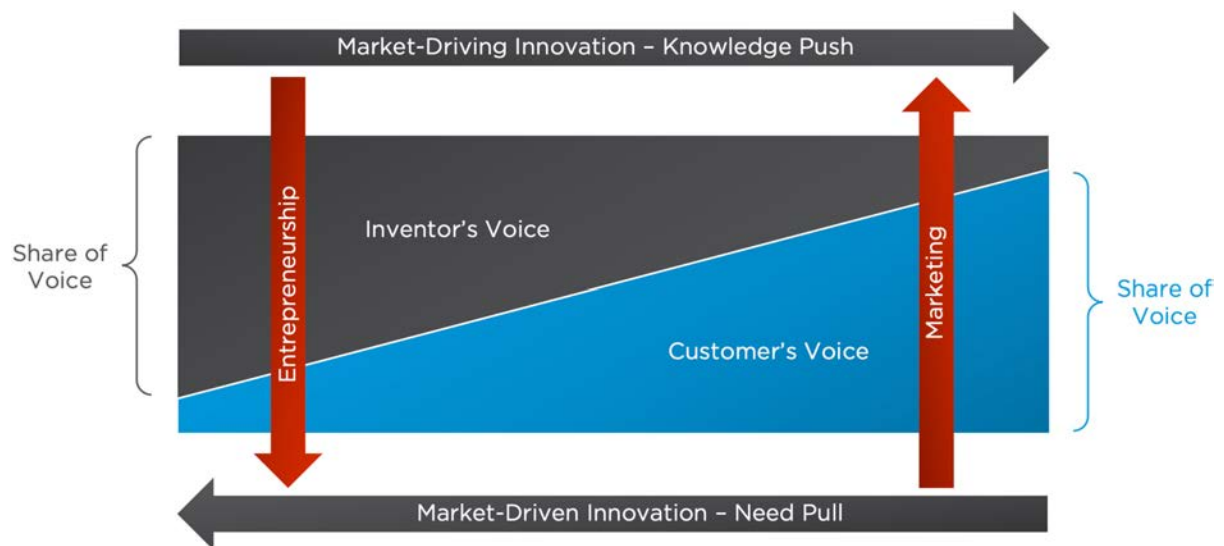 Market-Driving Innovation – Knowledge Push
Share of
Voice
Entrepreneurship
Inventor's Voice
Customer's Voice
Marketing
Share of
Voice
Market-Driven Innovation – Need Pull